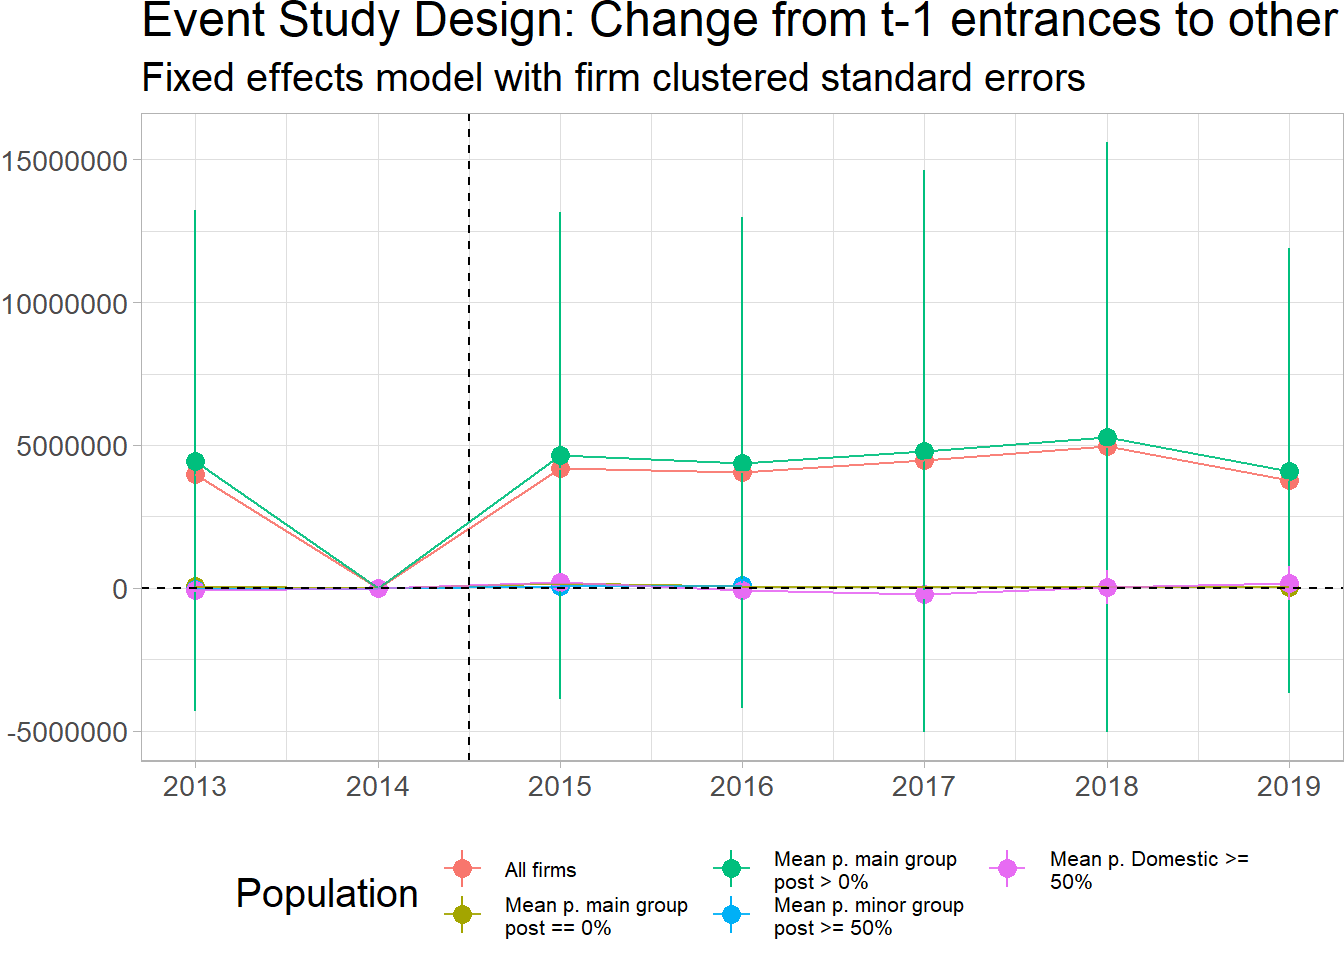 Event Study Design: Change from t-1 entrances to other
Fixed effects model with firm clustered standard errors
15000000
10000000
5000000
0
-5000000
2013 2014 2015 2016 2017 2018 2019
Population
All firms
Mean p. main group
post == 0%
Mean p. main group
post > 0%
Mean p. minor group
post >= 50%
Mean p. Domestic >=
50%